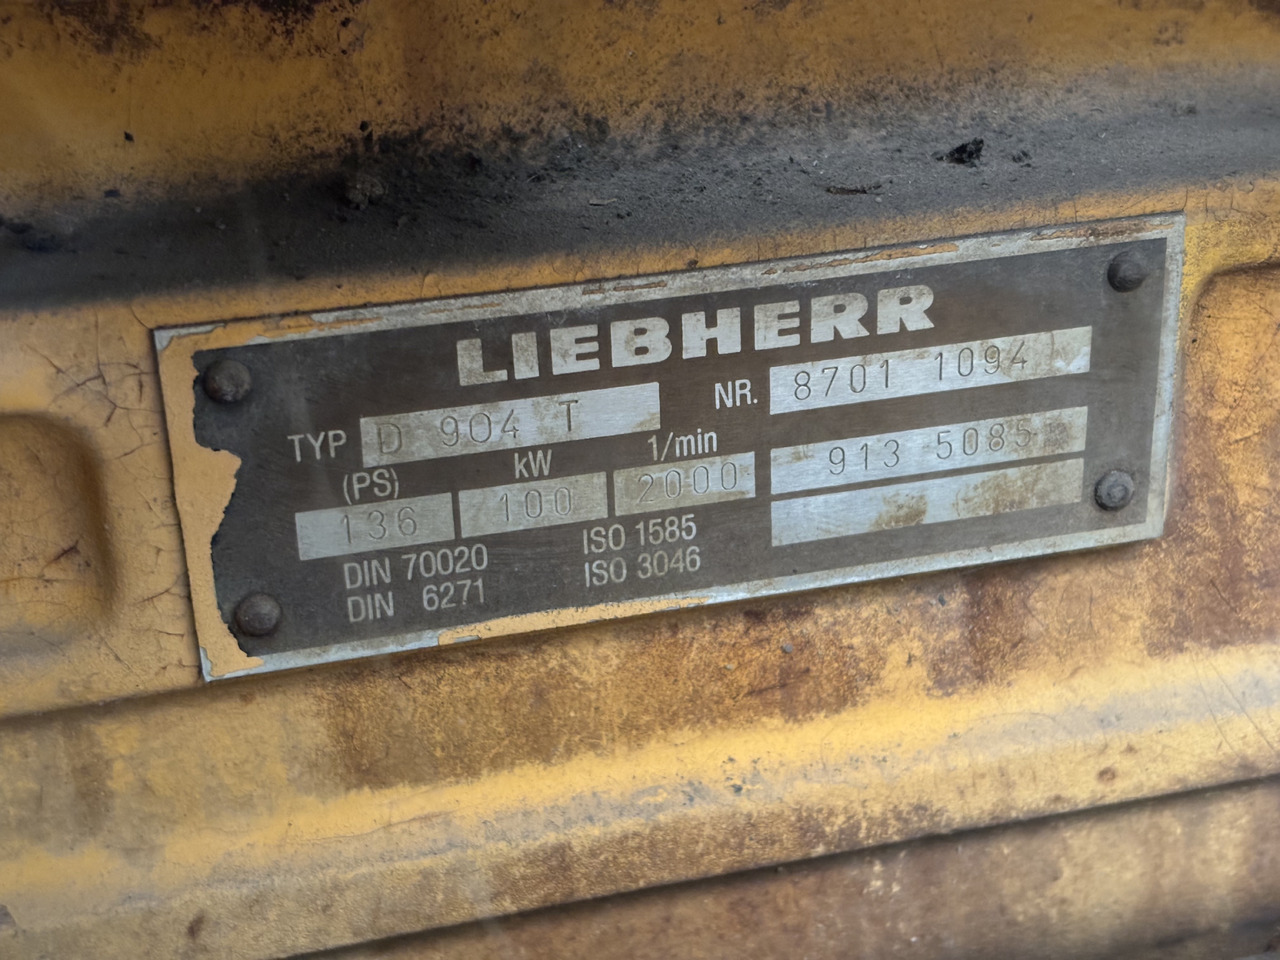 LIEBHERR
TYP D 904 T NR. 8701 1094
(PS) kW 1/min
136 100 2000 L 913 5085
DIN 70020 ISO 1585
DIN 6271 ISO 3046